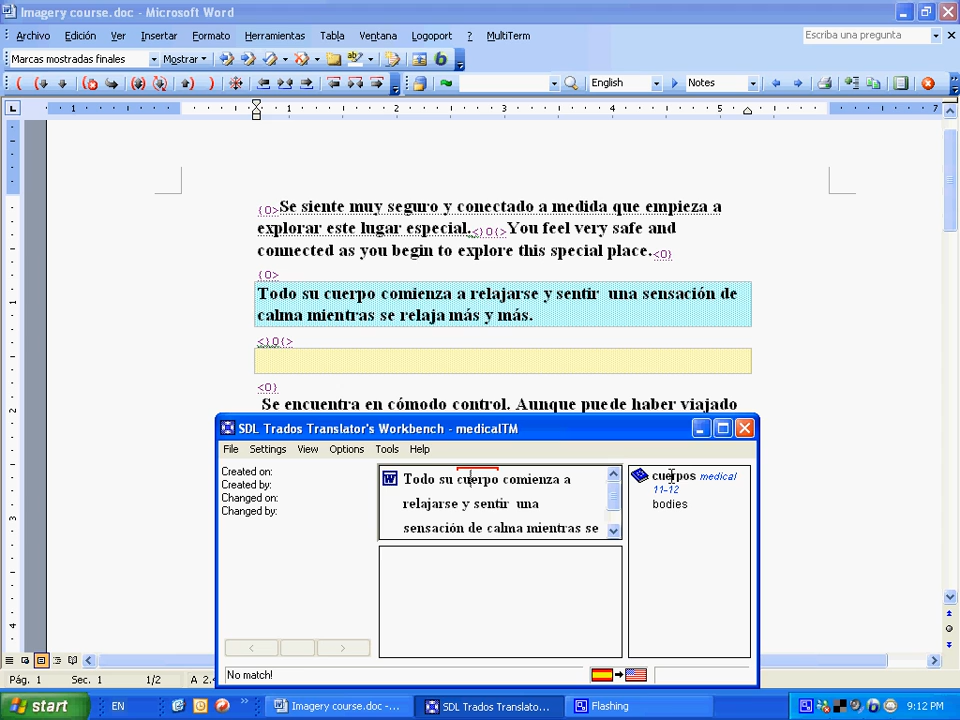 Imagery course.doc - Microsoft Word
Archivo Edición Ver Insertar Formato Herramientas Tabla Ventana Logoport ? MultiTerm Escriba una pregunta
Marcas mostradas finales Mostrar
English Notes
1 1 2 3 4 5 7
{0>Se siente muy seguro y conectado a medida que empieza a
explorar este lugar especial.<}0{>You feel very safe and
connected as you begin to explore this special place.<0}
{0>
Todo su cuerpo comienza a relajarse y sentir una sensación de
calma mientras se relaja más y más.
<}0{>
<0}
Se encuentra en cómodo control. Aunque puede haber viajado
SDL Trados Translator's Workbench - medicalTM
File Settings View Options Tools Help
Created on:
Created by:
Changed on:
Changed by:
Todo su cuerpo comienza a
relajarse y sentir una
sensación de calma mientras se
cuerpos medical
11-12
bodies
< >
No match!
Pág. 1 Sec. 1 1/2
start EN Imagery course.doc -... SDL Trados Translato... Flashing 9:12 PM